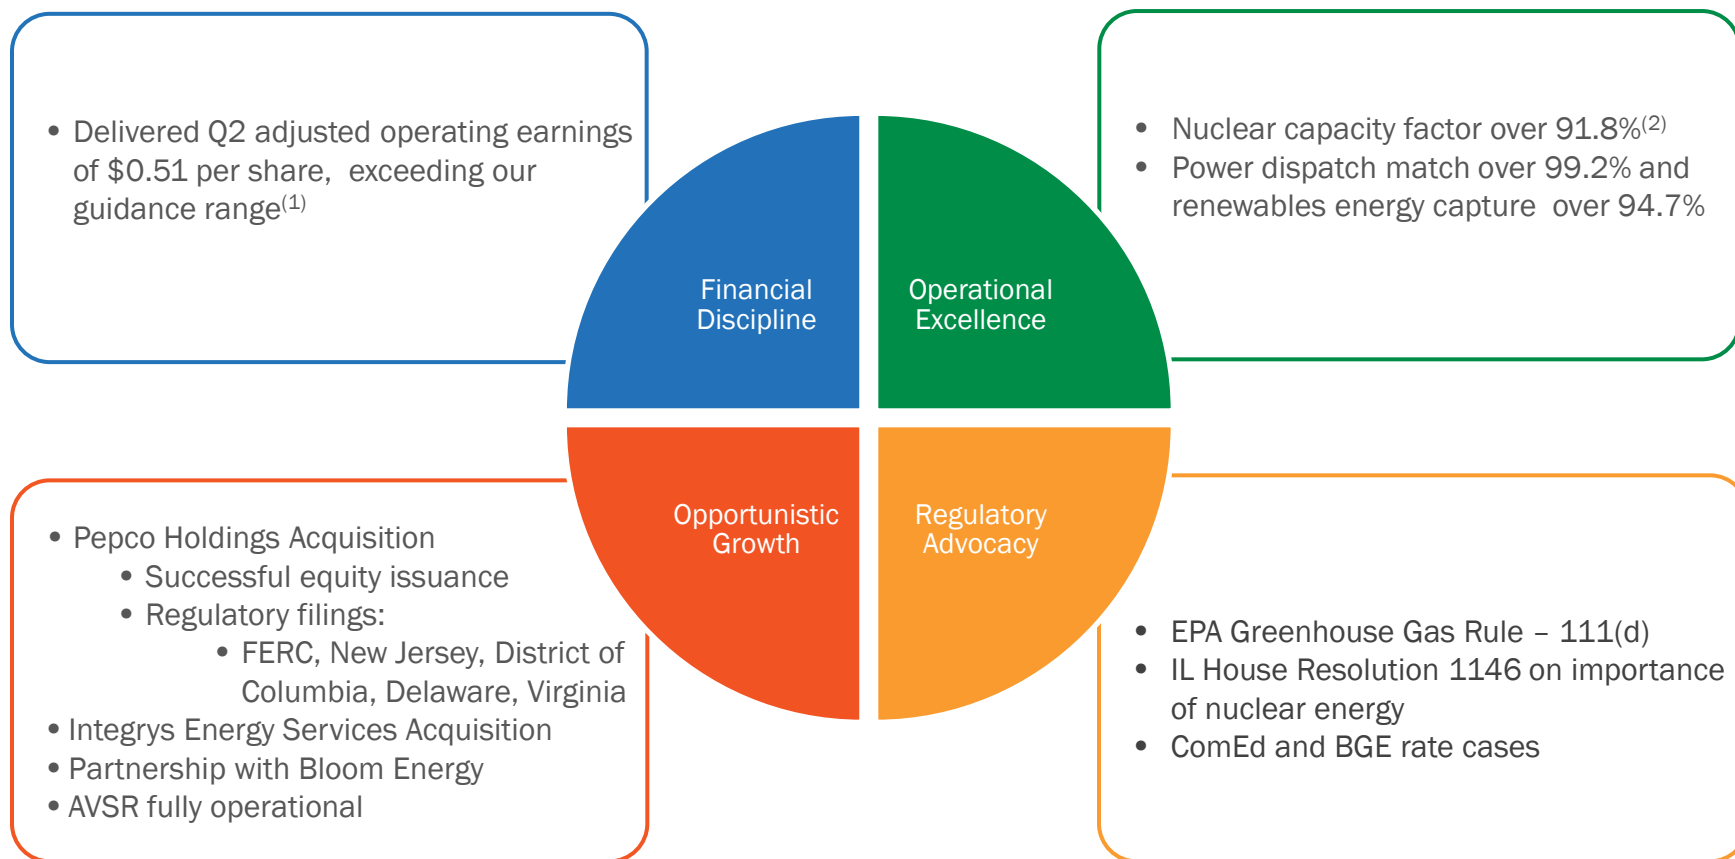 • Delivered Q2 adjusted operating earnings
of $0.51 per share, exceeding our
guidance range(1)
• Nuclear capacity factor over 91.8%(2)
• Power dispatch match over 99.2% and
renewables energy capture over 94.7%
Financial
Discipline
Operational
Excellence
Opportunistic
Growth
Regulatory
Advocacy
• Pepco Holdings Acquisition
• Successful equity issuance
• Regulatory filings:
• FERC, New Jersey, District of
Columbia, Delaware, Virginia
• Integrys Energy Services Acquisition
• Partnership with Bloom Energy
• AVSR fully operational
• EPA Greenhouse Gas Rule – 111(d)
• IL House Resolution 1146 on importance
of nuclear energy
• ComEd and BGE rate cases